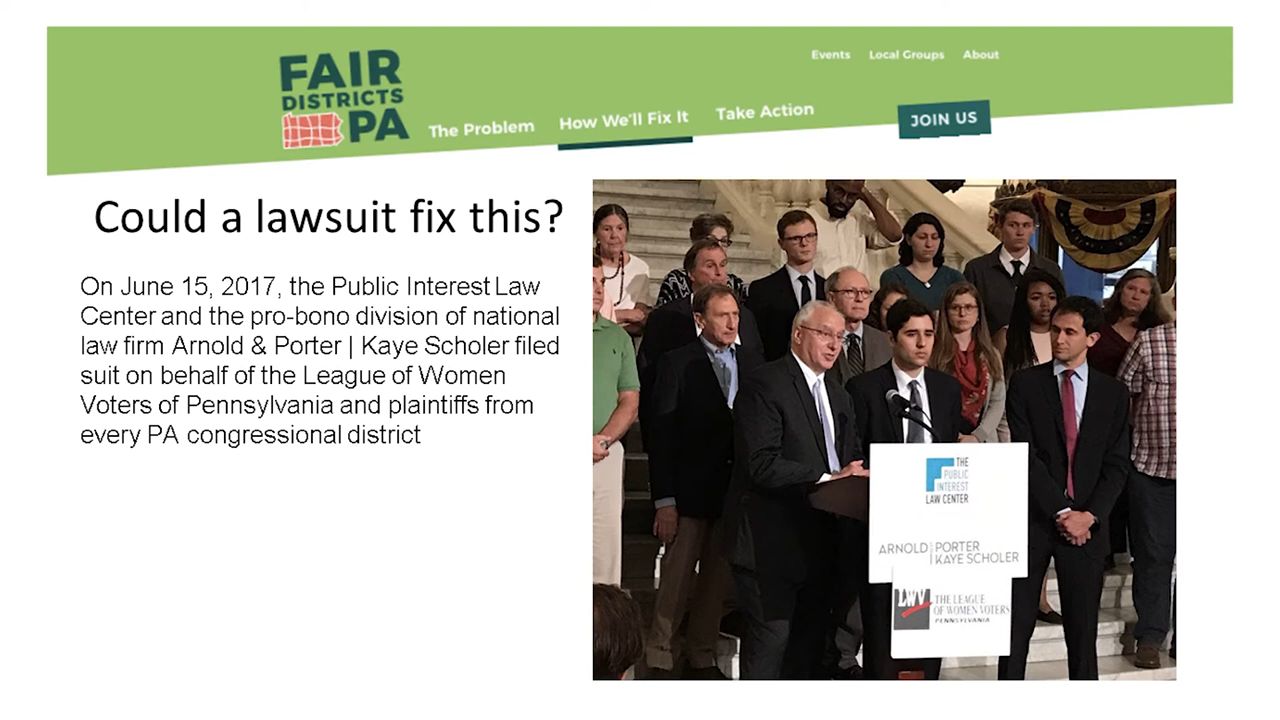 FAIR
DISTRICTS
PA
Events Local Groups About
The Problem How We'll Fix It Take Action
JOIN US
Could a lawsuit fix this?
On June 15, 2017, the Public Interest Law
Center and the pro-bono division of national
law firm Arnold & Porter | Kaye Scholer filed
suit on behalf of the League of Women
Voters of Pennsylvania and plaintiffs from
every PA congressional district
THE
PUBLIC
INTEREST
LAW CENTER
ARNOLD PORTER
KAYE SCHOLER
LWV THE LEAGUE
OF WOMEN VOTERS
PENNSYLVANIA